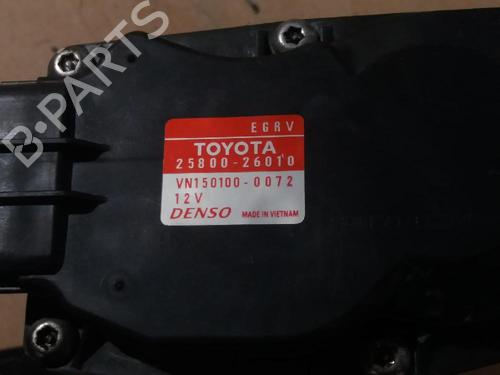 B-PARTS
EGRV
TOYOTA
25800-26010
VN150100-0072
12V
DENSO MADE IN VIETNAM